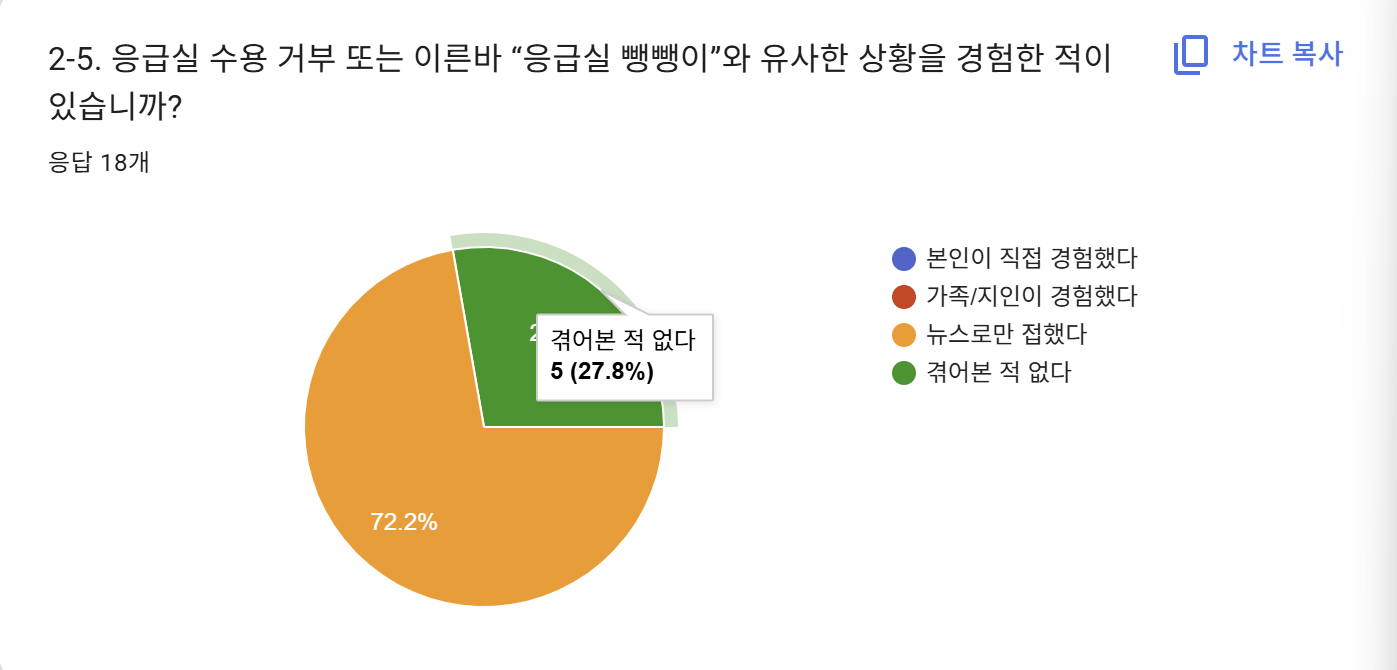 2-5. 응급실 수용 거부 또는 이른바 “응급실 뺑뺑이”와 유사한 상황을 경험한 적이
있습니까?
차트 복사
응답 18개
본인이 직접 경험했다
가족/지인이 경험했다
뉴스로만 접했다
겪어본 적 없다
겪어본 적 없다
5 (27.8%)
72.2%